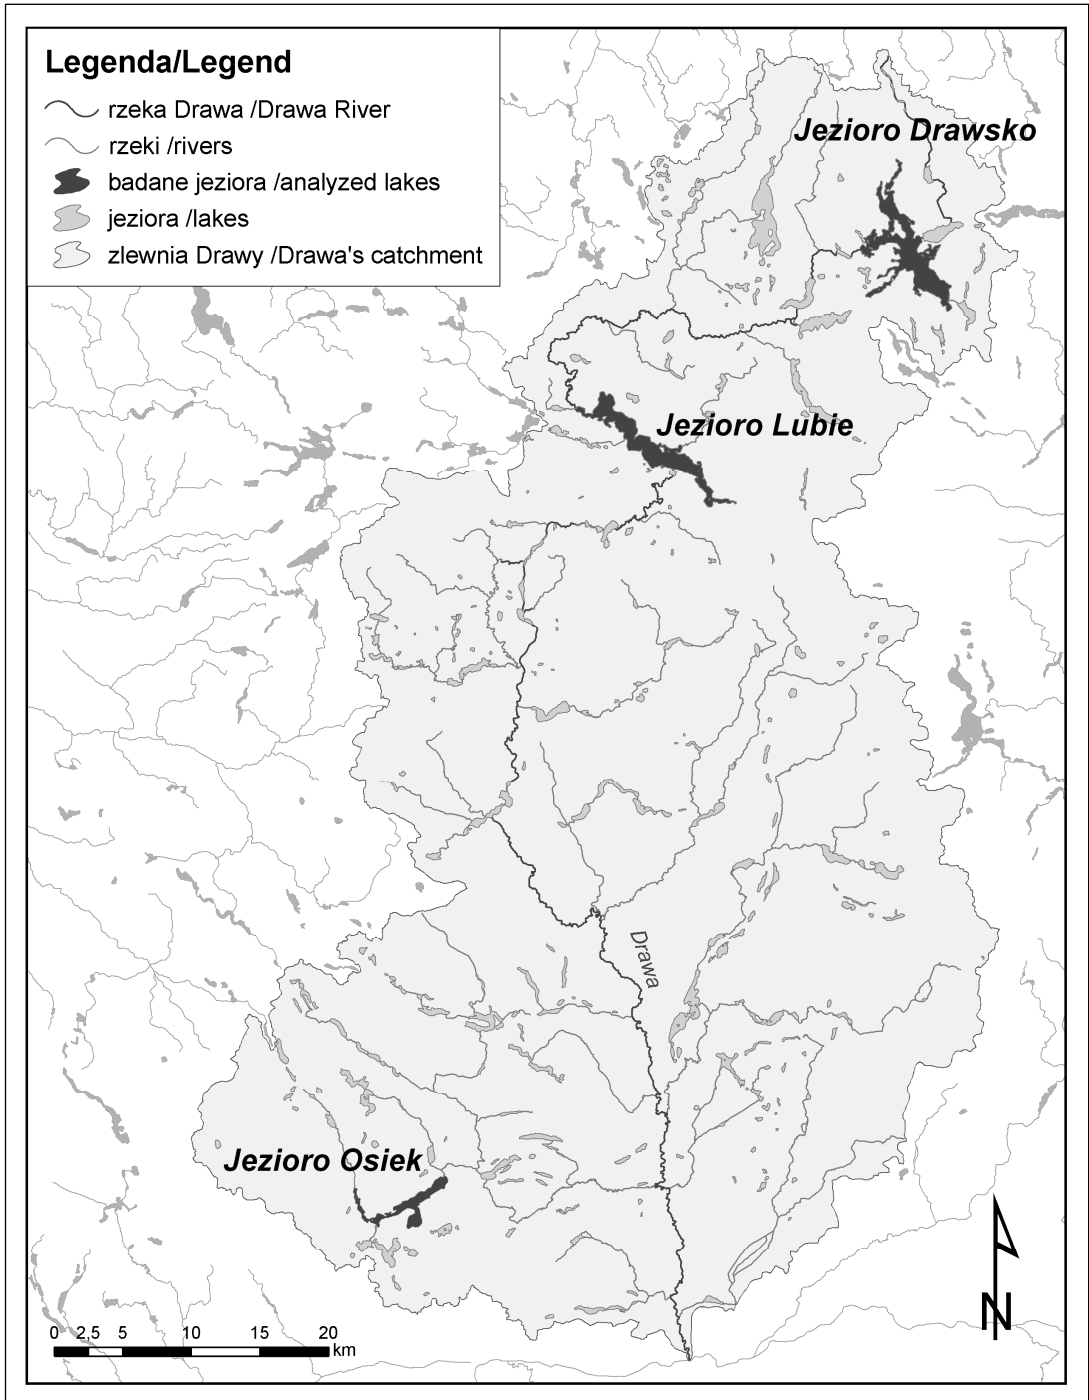 Legenda/Legend
rzeka Drawa /Drawa River
rzeki /rivers
badane jeziora /analyzed lakes
jeziora /lakes
zlewnia Drawy /Drawa's catchment
Jezioro Drawsko
Jezioro Lubie
Drawa
Jezioro Osiek
N
0 2,5 5 10 15 20
km